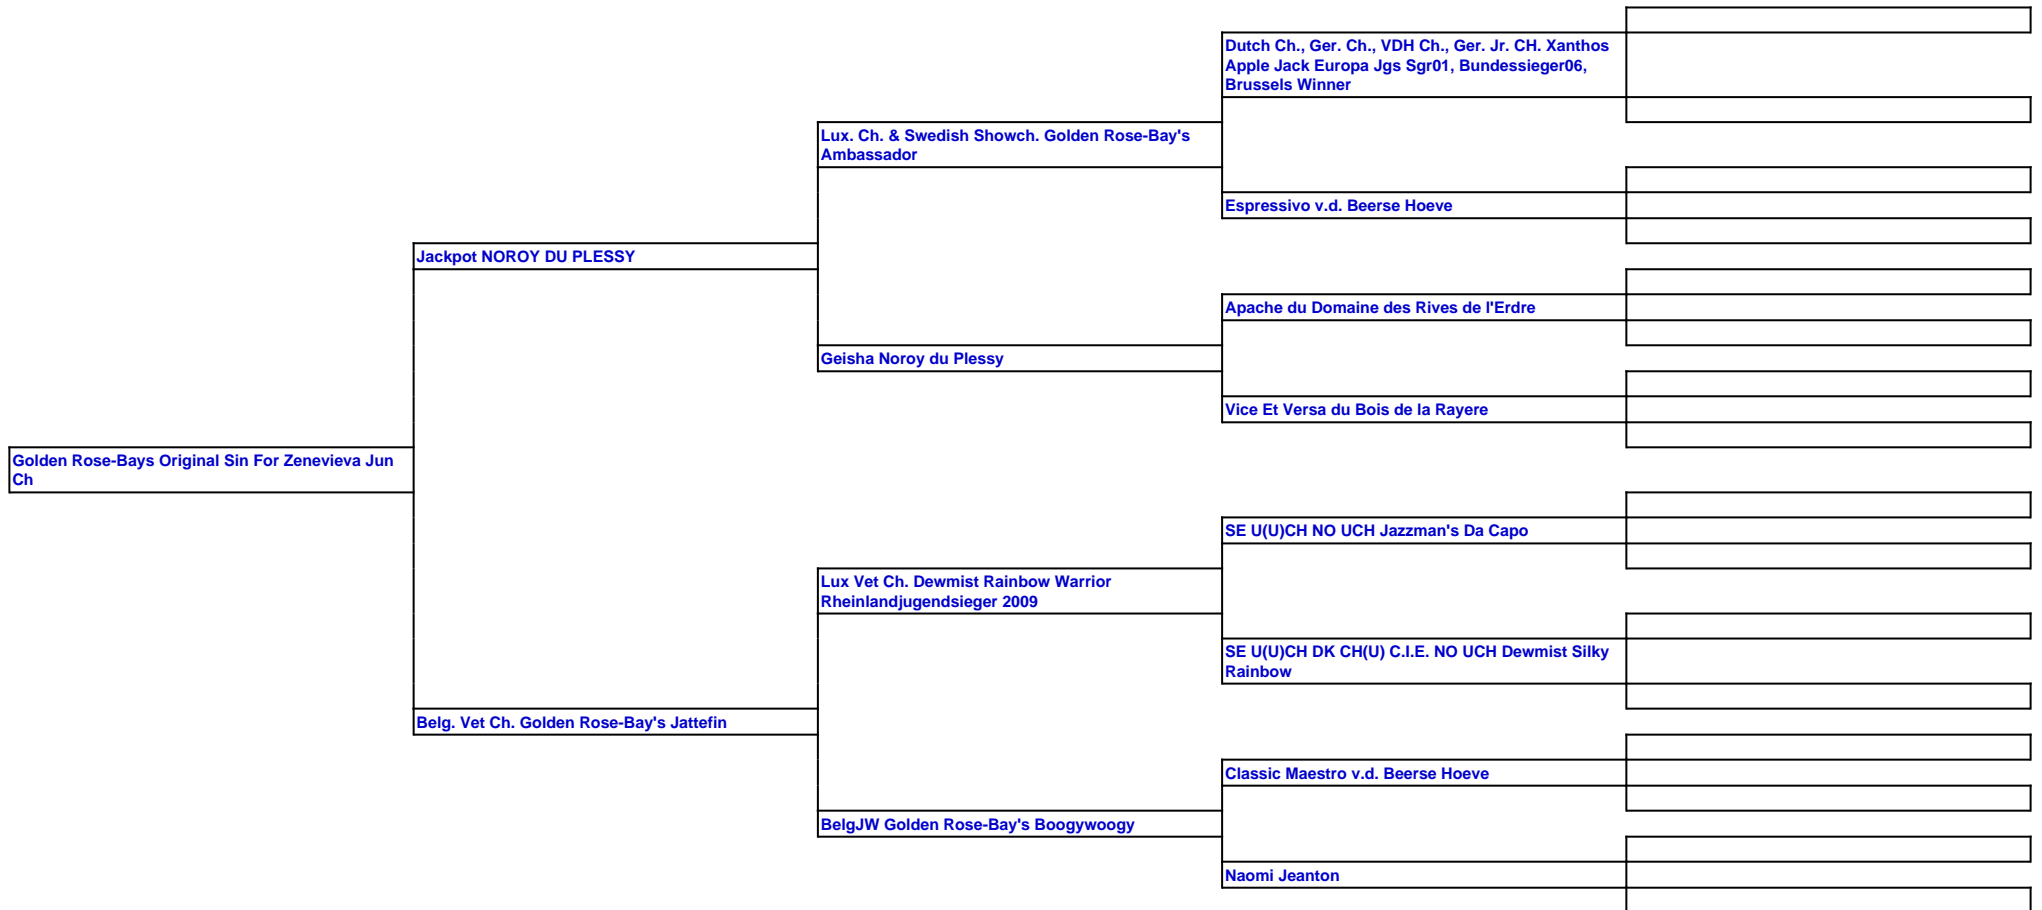 Dutch Ch., Ger. Ch., VDH Ch., Ger. Jr. CH. Xanthos
Apple Jack Europa Jgs Sgr01, Bundessieger06,
Brussels Winner
Lux. Ch. & Swedish Showch. Golden Rose-Bay's
Ambassador
Espressivo v.d. Beerse Hoeve
Jackpot NOROY DU PLESSY
Apache du Domaine des Rives de l'Erdre
Geisha Noroy du Plessy
Vice Et Versa du Bois de la Rayere
Golden Rose-Bays Original Sin For Zenevieva Jun
Ch
SE U(U)CH NO UCH Jazzman's Da Capo
Lux Vet Ch. Dewmist Rainbow Warrior
Rheinlandjugendsieger 2009
SE U(U)CH DK CH(U) C.I.E. NO UCH Dewmist Silky
Rainbow
Belg. Vet Ch. Golden Rose-Bay's Jattefin
Classic Maestro v.d. Beerse Hoeve
BelgJW Golden Rose-Bay's Boogywoogy
Naomi Jeanton